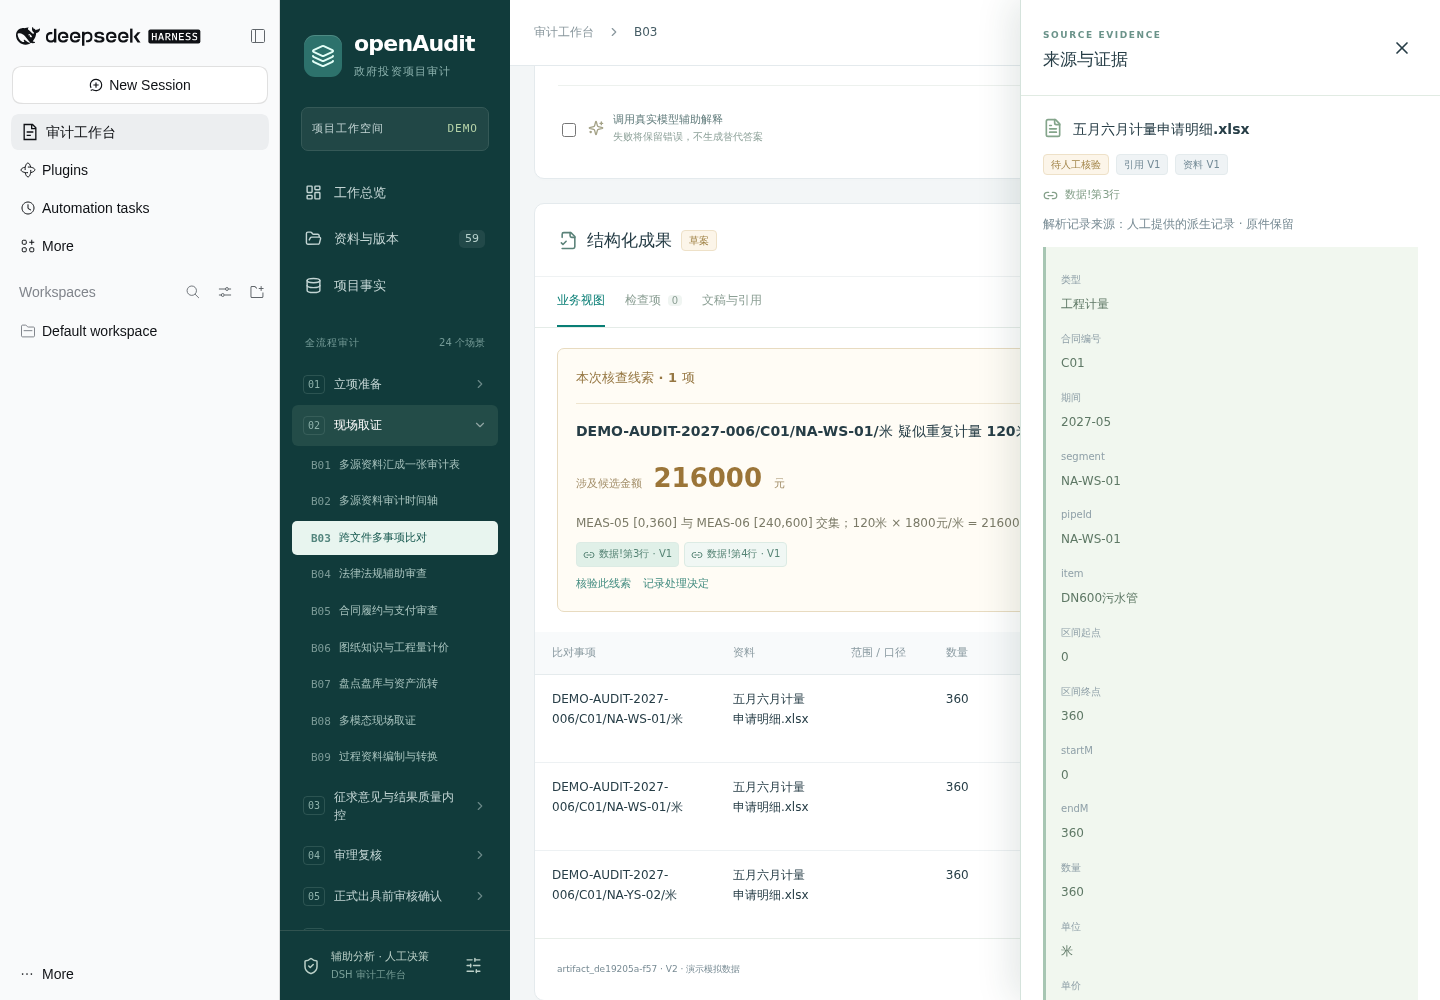 deepseek HARNESS
New Session
审计工作台
Plugins
Automation tasks
More
Workspaces
Default workspace
More
openAudit
政府投资项目审计
项目工作空间 DEMO
工作总览
资料与版本 59
项目事实
全流程审计 24 个场景
01 立项准备
02 现场取证
B01 多源资料汇成一张审计表
B02 多源资料审计时间轴
B03 跨文件多事项比对
B04 法律法规辅助审查
B05 合同履约与支付审查
B06 图纸知识与工程量计价
B07 盘点盘库与资产流转
B08 多模态现场取证
B09 过程资料编制与转换
03 征求意见与结果质量内
控
04 审理复核
05 正式出具前审核确认
辅助分析 · 人工决策
DSH 审计工作台
审计工作台 B03
调用真实模型辅助解释
失败将保留错误，不生成替代答案
结构化成果 草案
业务视图 检查项 0 文稿与引用
本次核查线索 · 1 项
DEMO-AUDIT-2027-006/C01/NA-WS-01/米 疑似重复计量 120
涉及候选金额 216000 元
MEAS-05 [0,360] 与 MEAS-06 [240,600] 交集；120米 × 1800元/米 = 21600
数据!第3行 · V1 数据!第4行 · V1
核验此线索 记录处理决定
比对事项 资料 范围 / 口径 数量
DEMO-AUDIT-2027- 五月六月计量 360
006/C01/NA-WS-01/米 申请明细.xlsx
DEMO-AUDIT-2027- 五月六月计量 360
006/C01/NA-WS-01/米 申请明细.xlsx
DEMO-AUDIT-2027- 五月六月计量 360
006/C01/NA-YS-02/米 申请明细.xlsx
artifact_de19205a-f57 · V2 · 演示模拟数据
SOURCE EVIDENCE
来源与证据
五月六月计量申请明细.xlsx
待人工核验 引用 V1 资料 V1
数据!第3行
解析记录来源：人工提供的派生记录 · 原件保留
类型
工程计量
合同编号
C01
期间
2027-05
segment
NA-WS-01
pipeId
NA-WS-01
item
DN600污水管
区间起点
0
区间终点
360
startM
0
endM
360
数量
360
单位
米
单价